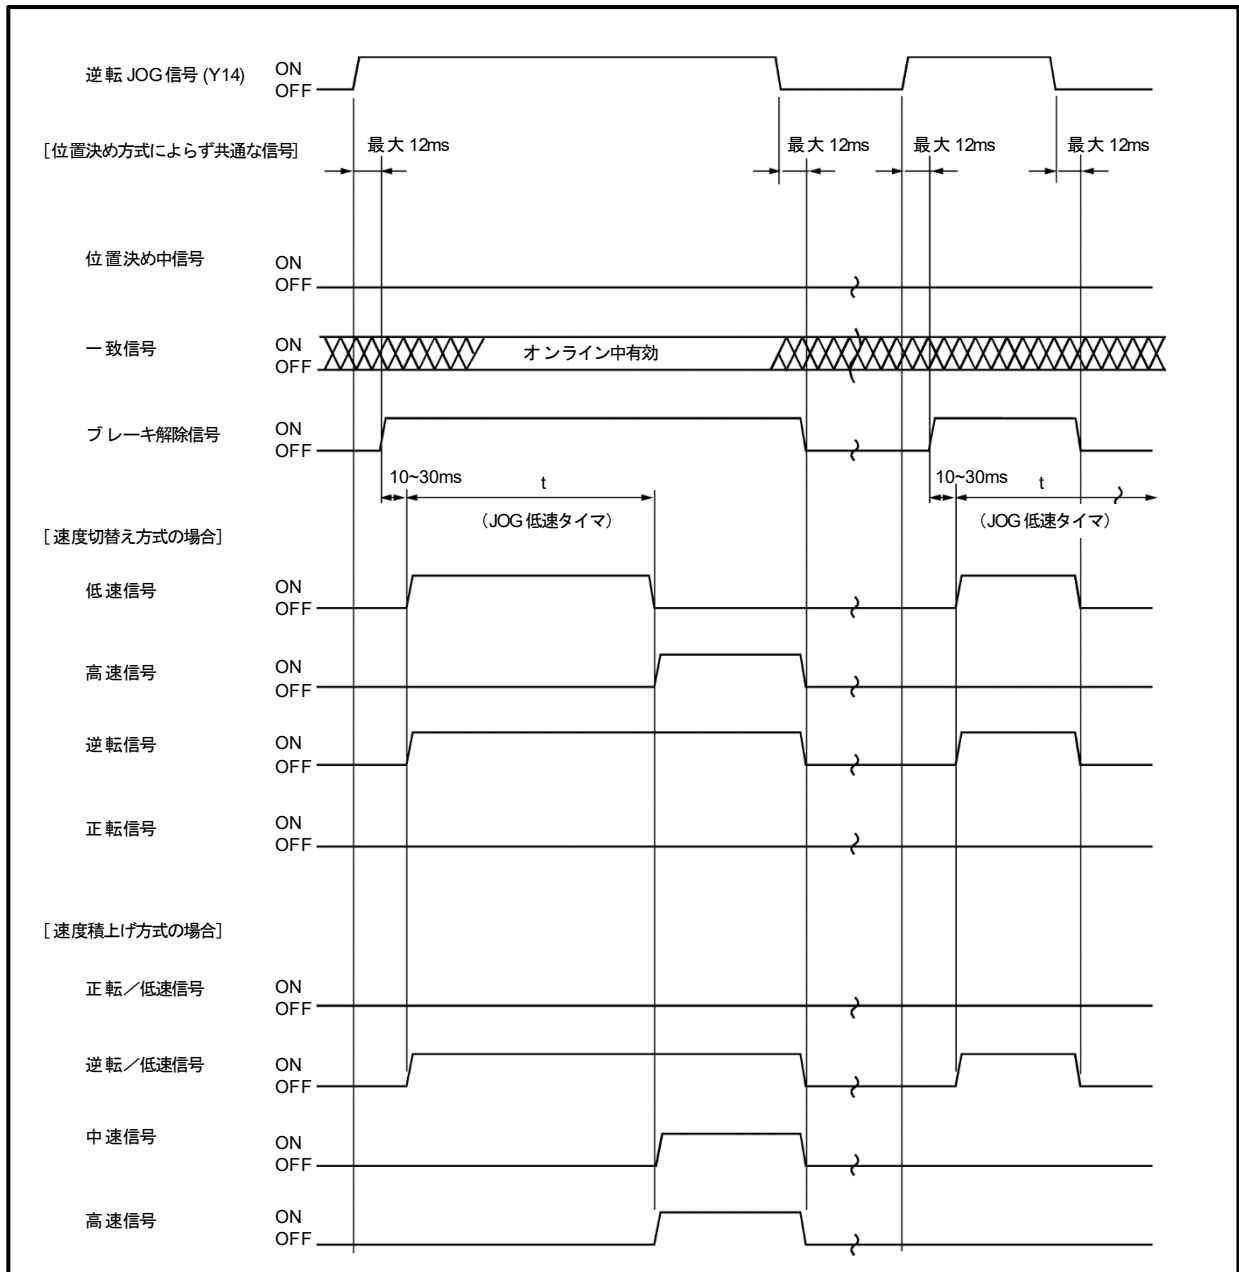 逆転 JOG 信号 (Y14)
ON
OFF
[位置決め方式によらず共通な信号]
最大 12ms
最大 12ms
最大 12ms
最大 12ms
位置決め中信号
ON
OFF
一致信号
ON
OFF
オンライン中有効
ブレーキ解除信号
ON
OFF
10~30ms
t
10~30ms
t
(JOG 低速タイマ)
(JOG 低速タイマ)
[速度切替え方式の場合]
低速信号
ON
OFF
高速信号
ON
OFF
逆転信号
ON
OFF
正転信号
ON
OFF
[速度積上げ方式の場合]
正転/低速信号
ON
OFF
逆転/低速信号
ON
OFF
中速信号
ON
OFF
高速信号
ON
OFF